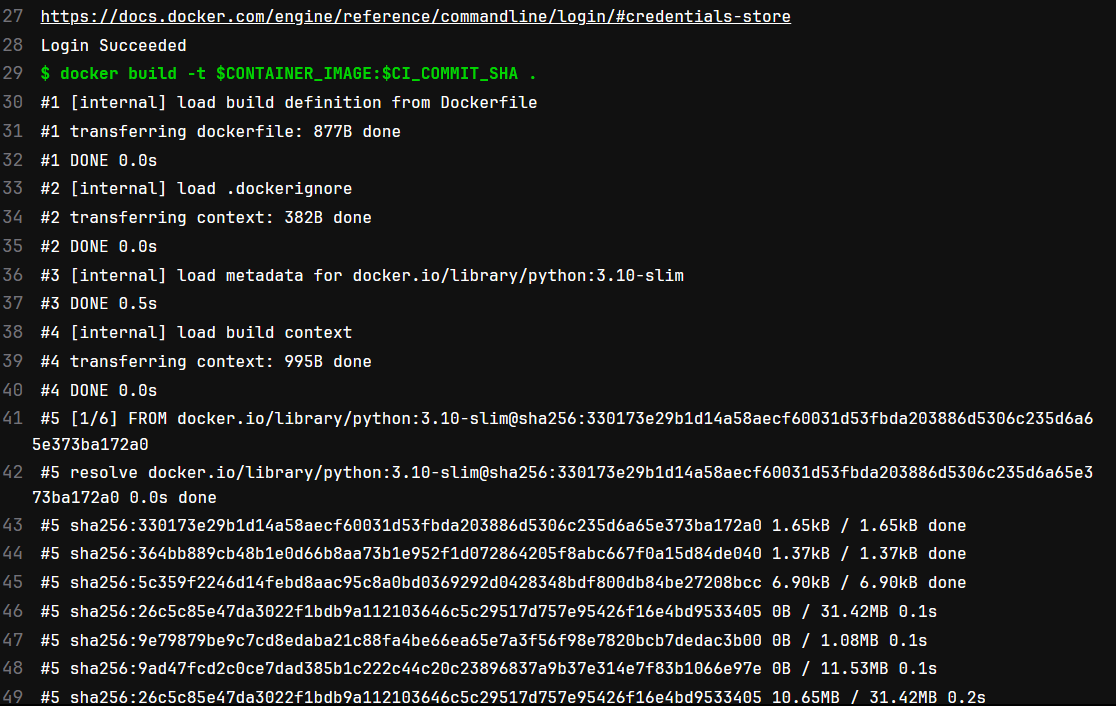 27 https://docs.docker.com/engine/reference/commandline/login/#credentials-store
28 Login Succeeded
29 $ docker build -t $CONTAINER_IMAGE:$CI_COMMIT_SHA .
30 #1 [internal] load build definition from Dockerfile
31 #1 transferring dockerfile: 877B done
32 #1 DONE 0.0s
33 #2 [internal] load .dockerignore
34 #2 transferring context: 382B done
35 #2 DONE 0.0s
36 #3 [internal] load metadata for docker.io/library/python:3.10-slim
37 #3 DONE 0.5s
38 #4 [internal] load build context
39 #4 transferring context: 995B done
40 #4 DONE 0.0s
41 #5 [1/6] FROM docker.io/library/python:3.10-slim@sha256:330173e29b1d14a58aecf60031d53fbda203886d5306c235d6a6
5e373ba172a0
42 #5 resolve docker.io/library/python:3.10-slim@sha256:330173e29b1d14a58aecf60031d53fbda203886d5306c235d6a65e3
73ba172a0 0.0s done
43 #5 sha256:330173e29b1d14a58aecf60031d53fbda203886d5306c235d6a65e373ba172a0 1.65kB / 1.65kB done
44 #5 sha256:364bb889cb48b1e0d66b8aa73b1e952f1d072864205f8abc667f0a15d84de040 1.37kB / 1.37kB done
45 #5 sha256:5c359f2246d14febd8aac95c8a0bd0369292d0428348bdf800db84be27208bcc 6.90kB / 6.90kB done
46 #5 sha256:26c5c85e47da3022f1bdb9a112103646c5c29517d757e95426f16e4bd9533405 0B / 31.42MB 0.1s
47 #5 sha256:9e79879be9c7cd8edaba21c88fa4be66ea65e7a3f56f98e7820bcb7dedac3b00 0B / 1.08MB 0.1s
48 #5 sha256:9ad47fcd2c0ce7dad385b1c222c44c20c23896837a9b37e314e7f83b1066e97e 0B / 11.53MB 0.1s
49 #5 sha256:26c5c85e47da3022f1bdb9a112103646c5c29517d757e95426f16e4bd9533405 10.65MB / 31.42MB 0.2s